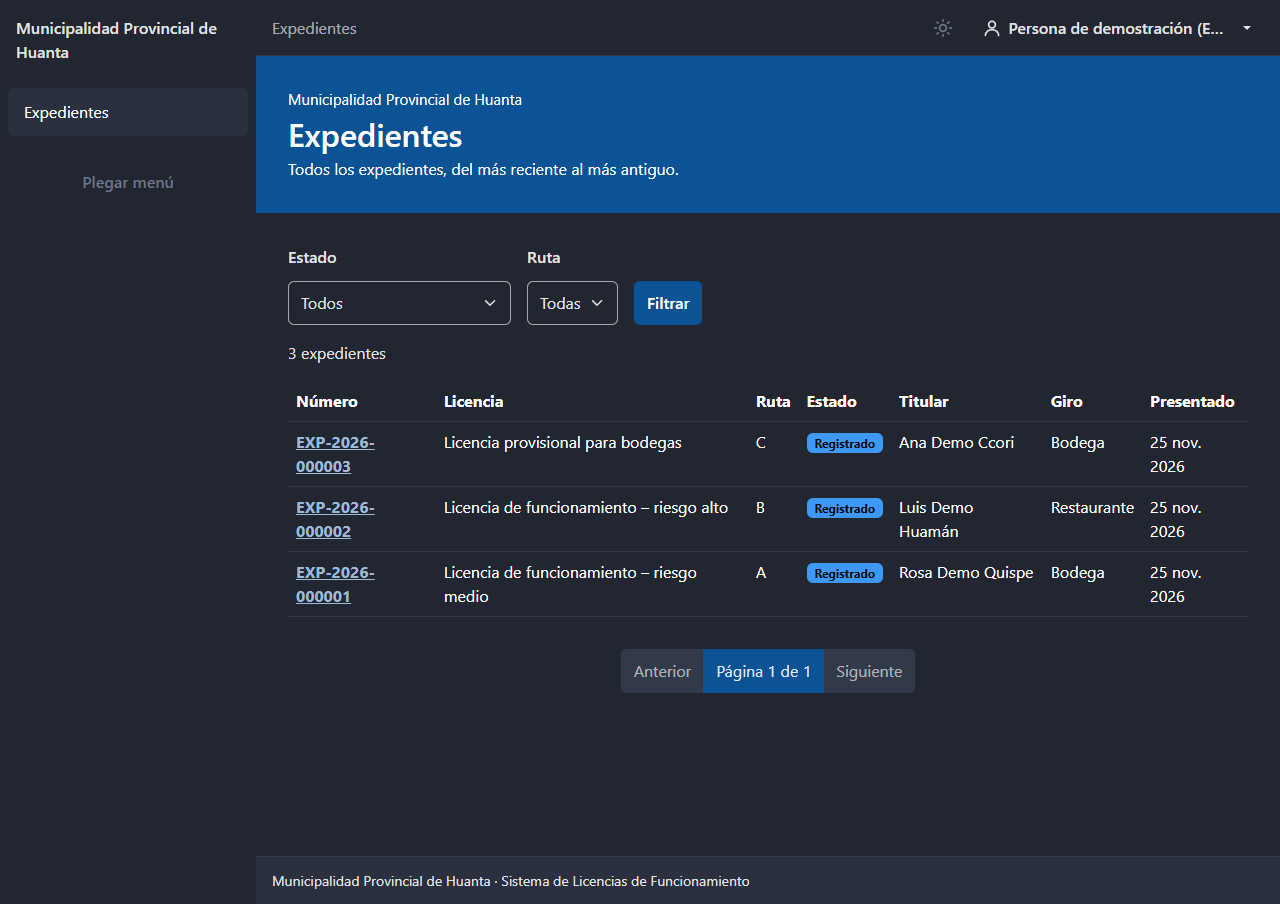 Municipalidad Provincial de
Huanta
Expedientes
Persona de demostración (E...
Expedientes
Plegar menú
Municipalidad Provincial de Huanta
Expedientes
Todos los expedientes, del más reciente al más antiguo.
Estado
Ruta
Todos
Todas
Filtrar
3 expedientes
Número Licencia Ruta Estado Titular Giro Presentado
EXP-2026- Licencia provisional para bodegas C Registrado Ana Demo Ccori Bodega 25 nov.
000003 2026
EXP-2026- Licencia de funcionamiento – riesgo alto B Registrado Luis Demo Restaurante 25 nov.
000002 Huamán 2026
EXP-2026- Licencia de funcionamiento – riesgo A Registrado Rosa Demo Quispe Bodega 25 nov.
000001 medio 2026
Anterior Página 1 de 1 Siguiente
Municipalidad Provincial de Huanta · Sistema de Licencias de Funcionamiento